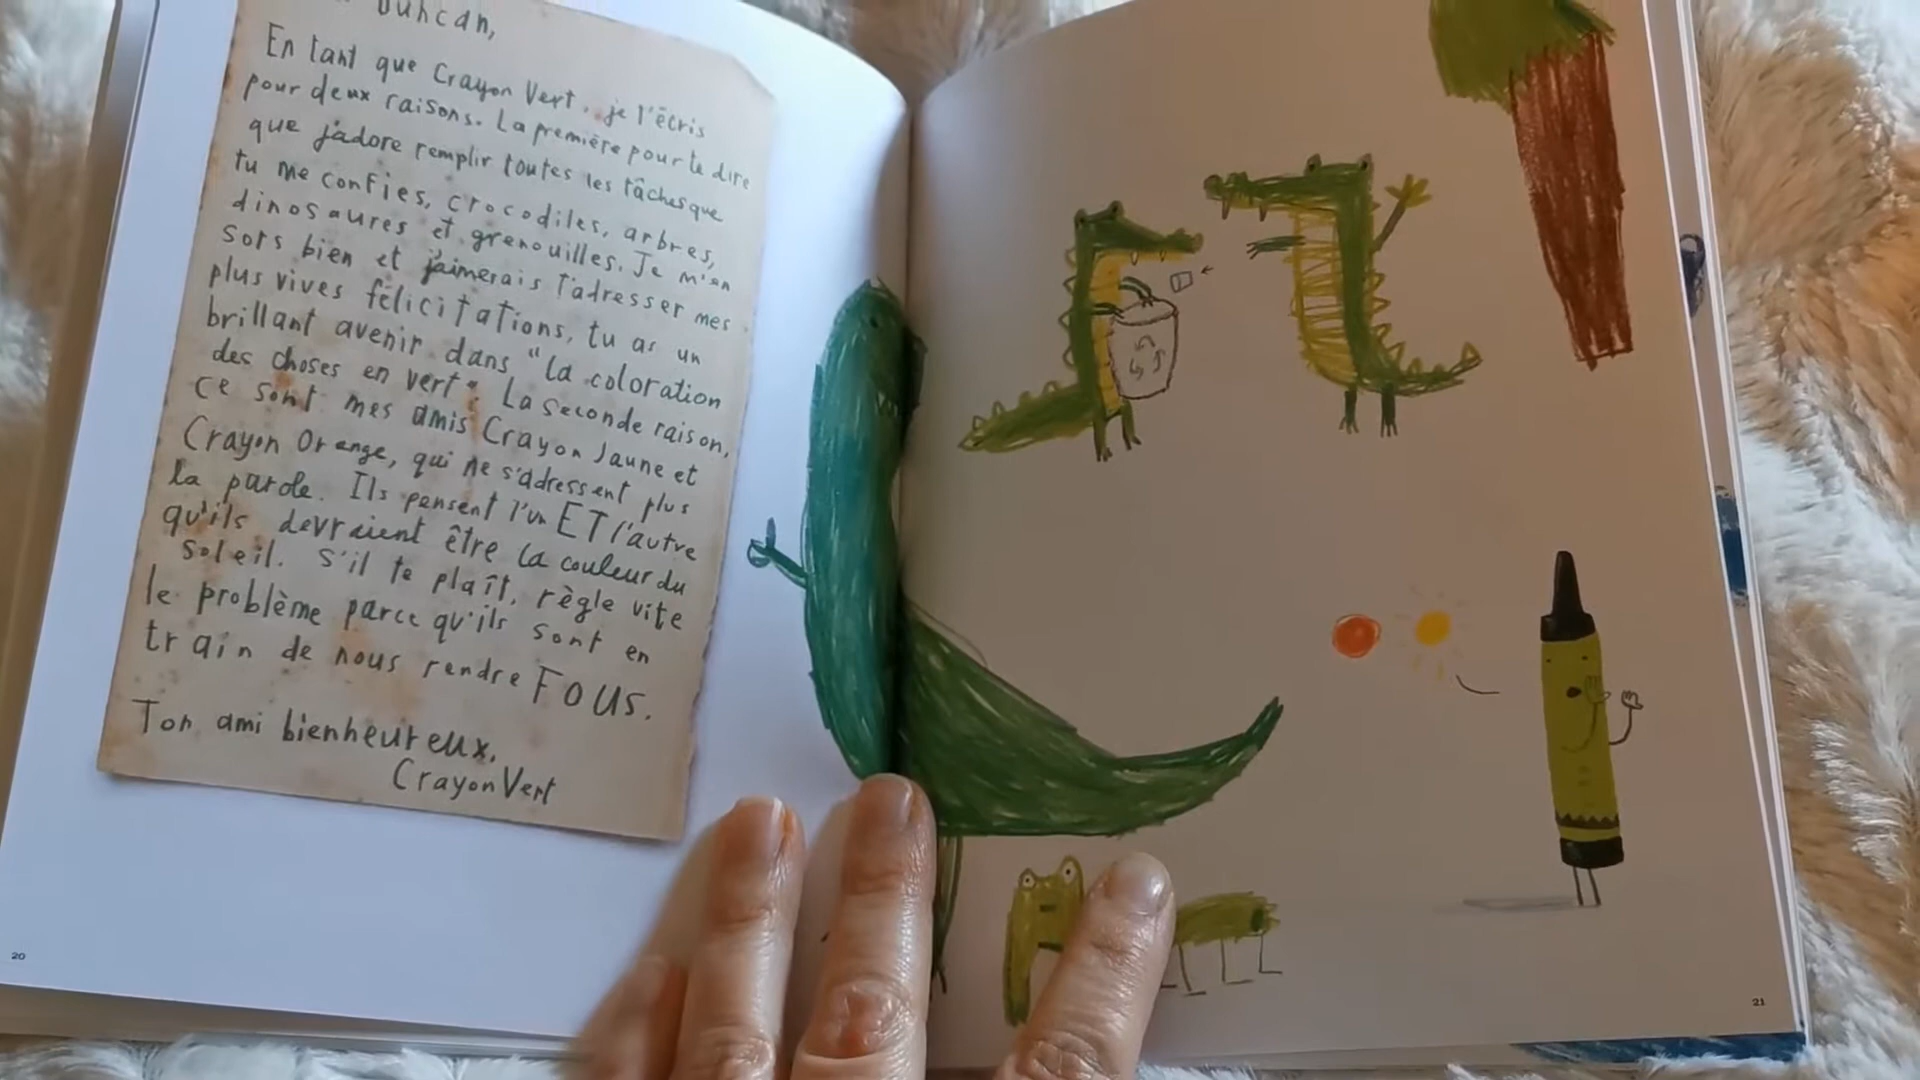 Duncan,
En tant que Crayon Vert, je t'écris
pour deux raisons. La première pour te dire
que j'adore remplir toutes les tâches que
tu me confies, crocodiles, arbres,
dinosaures et grenouilles. Je m'en
sors bien et j'aimerais t'adresser mes
plus vives félicitations, tu as un
brillant avenir dans "la coloration
des choses en vert". La seconde raison,
ce sont mes amis Crayon Jaune et
Crayon Orange, qui ne s'adressent plus
la parole. Ils pensent l'un ET l'autre
qu'ils devraient être la couleur du
soleil. S'il te plaît, règle vite
le problème parce qu'ils sont en
train de nous rendre FOUS.
Ton ami bienheureux,
Crayon Vert
20
21